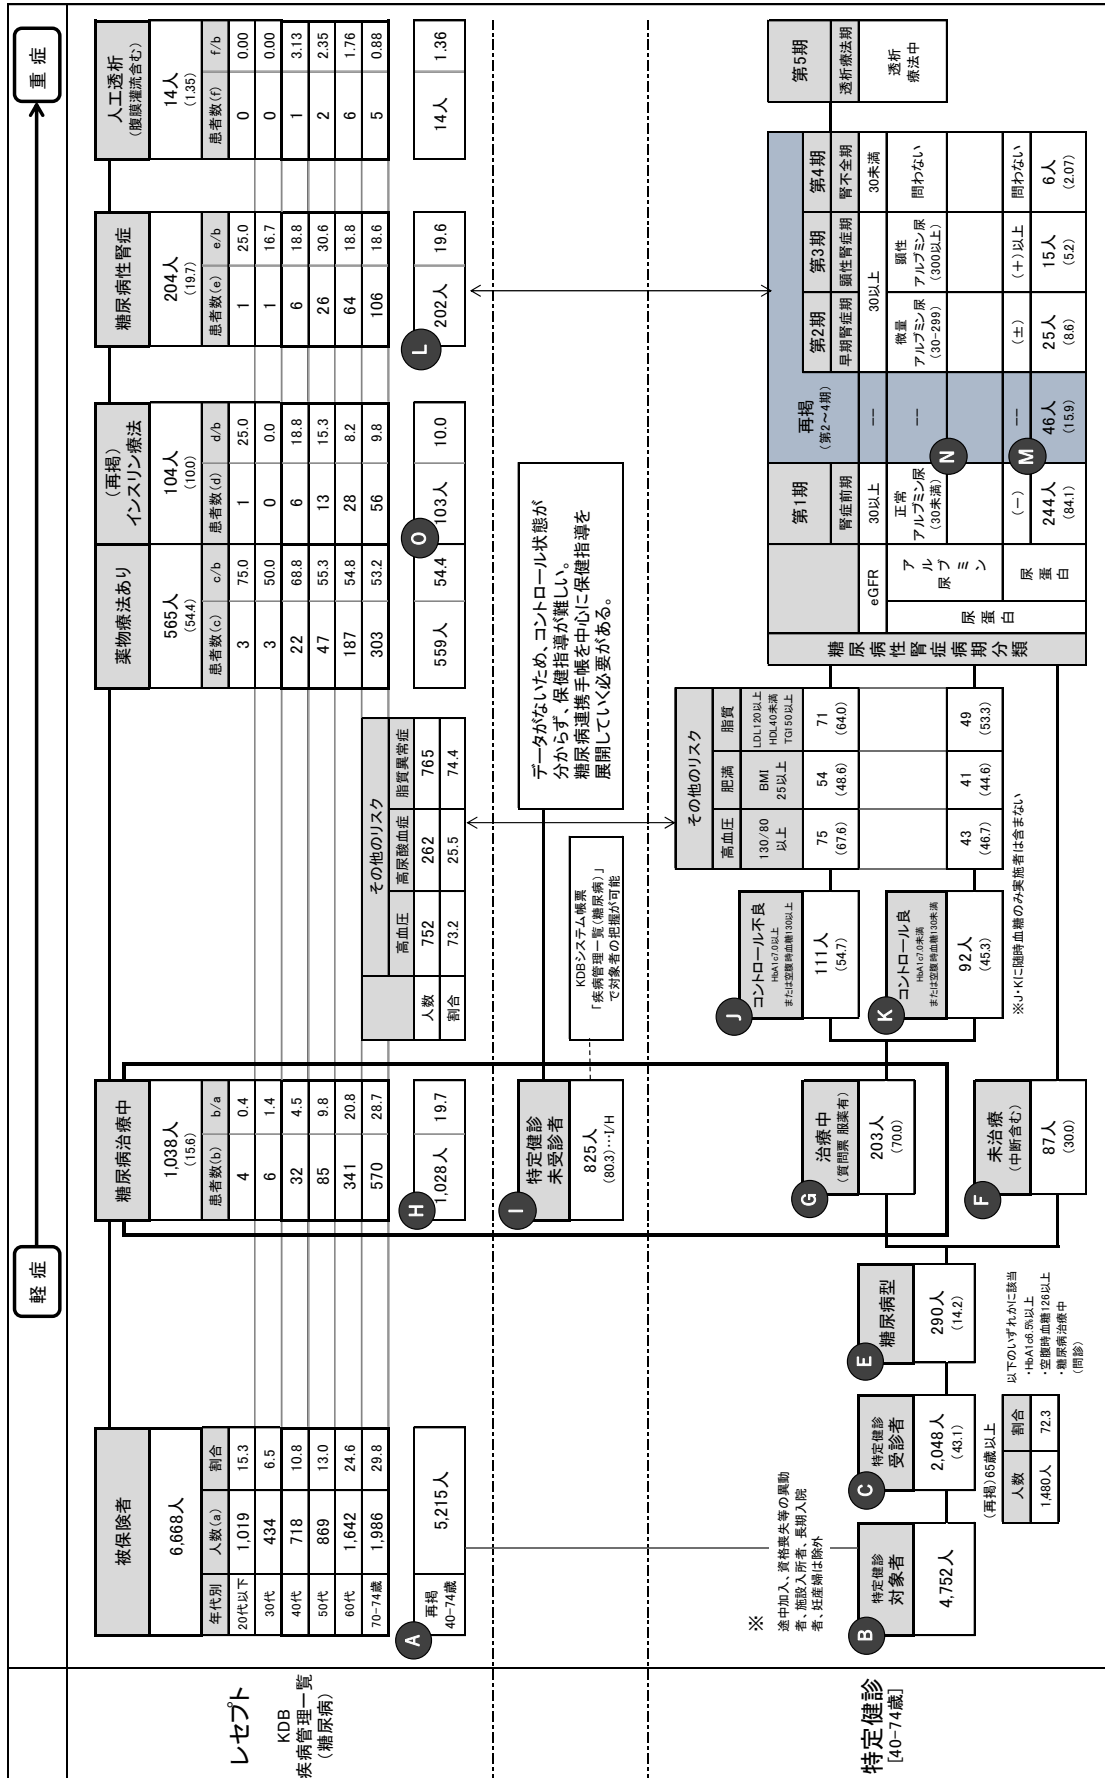 軽症
重症
レセプト
KDB
疾病管理一覧
(糖尿病)
被保険者
6,668人
年代別 人数(a) 割合
20代以下 1,019 15.3
30代 434 6.5
40代 718 10.8
50代 869 13.0
60代 1,642 24.6
70-74歳 1,986 29.8
A
再掲
40-74歳
5,215人
糖尿病治療中
1,038人
(15.6)
患者数(b) b/a
4 0.4
6 1.4
32 4.5
85 9.8
341 20.8
570 28.7
H
1,028人 19.7
その他のリスク
高血圧 高尿酸血症 脂質異常症
人数 752 262 765
割合 73.2 25.5 74.4
薬物療法あり
565人
(54.4)
患者数(c) c/b
3 75.0
3 50.0
22 68.8
47 55.3
187 54.8
303 53.2
559人 54.4
(再掲)
インスリン療法
104人
(10.0)
患者数(d) d/b
1 25.0
0 0.0
6 18.8
13 15.3
28 8.2
56 9.8
O
103人 10.0
糖尿病性腎症
204人
(19.7)
患者数(e) e/b
1 25.0
1 16.7
6 18.8
26 30.6
64 18.8
106 18.6
L
202人 19.6
人工透析
(腹膜灌流含む)
14人
(1.35)
患者数(f) f/b
0 0.00
0 0.00
1 3.13
2 2.35
6 1.76
5 0.88
14人 1.36
I
特定健診
未受診者
825人
(80.3)…I/H
KDBシステム帳票
「疾病管理一覧(糖尿病)」
で対象者の把握が可能
データがないため、コントロール状態が
分からず、保健指導が難しい。
糖尿病連携手帳を中心に保健指導を
展開していく必要がある。
特定健診
[40-74歳]
※
途中加入、資格喪失等の異動
者、施設入所者、長期入院
者、妊産婦は除外
B
特定健診
対象者
4,752人
C
特定健診
受診者
2,048人
(43.1)
(再掲)65歳以上
人数 割合
1,480人 72.3
E
糖尿病型
290人
(14.2)
以下のいずれかに該当
・HbA1c6.5%以上
・空腹時血糖126以上
・糖尿病治療中
(問診)
G
治療中
(質問票 服薬有)
203人
(70.0)
F
未治療
(中断含む)
87人
(30.0)
J
コントロール不良
HbA1c7.0以上
または空腹時血糖130以上
111人
(54.7)
K
コントロール良
HbA1c7.0未満
または空腹時血糖130未満
92人
(45.3)
※J・Kに随時血糖のみ実施者は含まない
その他のリスク
高血圧 肥満 脂質
130/80
以上
BMI
25以上
LDL120以上
HDL40未満
TG150以上
75 54 71
(67.6) (48.6) (64.0)
43 41 49
(46.7) (44.6) (53.3)
糖尿病性腎症病期分類
第1期
再掲
(第2～4期)
第2期 第3期 第4期
第5期
腎症前期 早期腎症期 顕性腎症期 腎不全期 透析療法期
eGFR 30以上 -- 30以上 30未満
透析
療法中
尿蛋白
尿アルブミン
正常
アルブミン尿
(30未満)
--
微量
アルブミン尿
(30-299)
顕性
アルブミン尿
(300以上)
問わない
N
尿蛋白 (－) -- (±) (＋)以上 問わない
M
244人 46人 25人 15人 6人
(84.1) (15.9) (8.6) (5.2) (2.07)